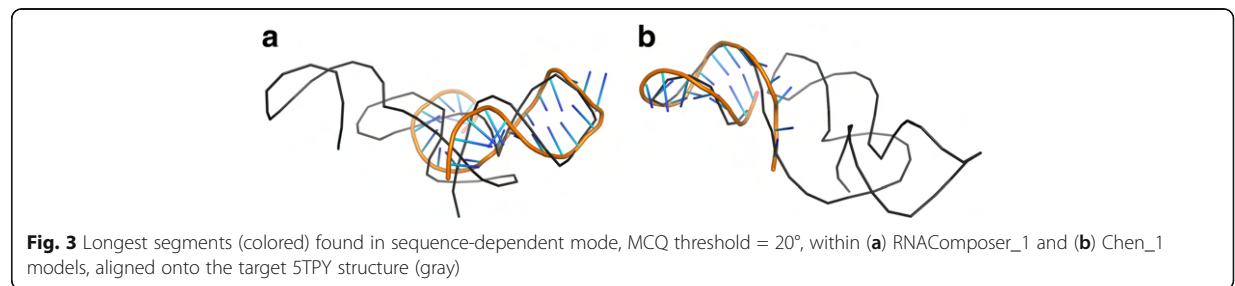 a
b
Fig. 3 Longest segments (colored) found in sequence-dependent mode, MCQ threshold = 20°, within (a) RNAComposer_1 and (b) Chen_1
models, aligned onto the target 5TPY structure (gray)